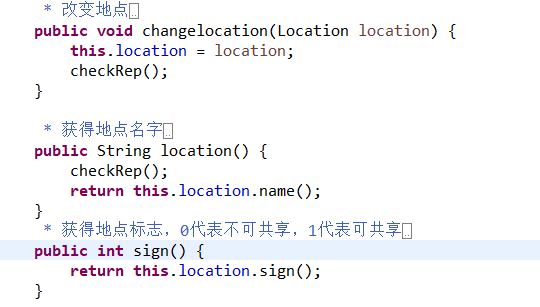 * 改变地点
public void changelocation(Location location) {
this.location = location;
checkRep();
}
* 获得地点名字
public String location() {
checkRep();
return this.location.name();
}
* 获得地点标志，0代表不可共享，1代表可共享
public int sign() {
return this.location.sign();
}